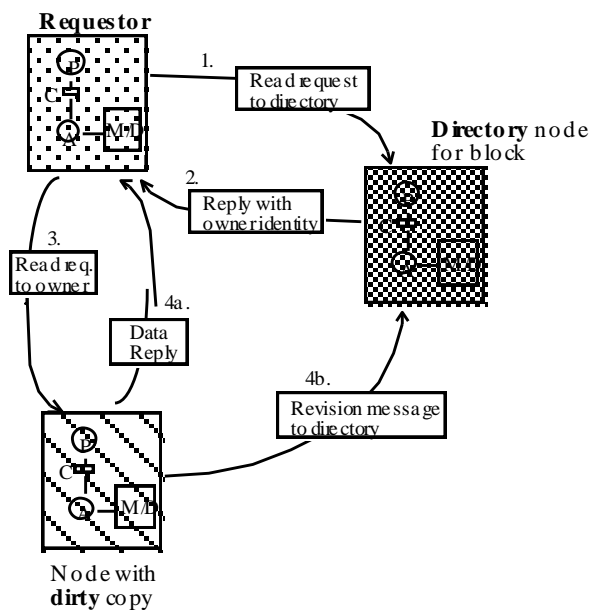 Requestor
P
C
A
M/D
1.
Read request
to directory
Directory node
for block
2.
Reply with
owner identity
P
C
A
M/D
3.
Read req.
to owner
4a.
Data
Reply
4b.
Revision message
to directory
P
C
A
M/D
Node with
dirty copy